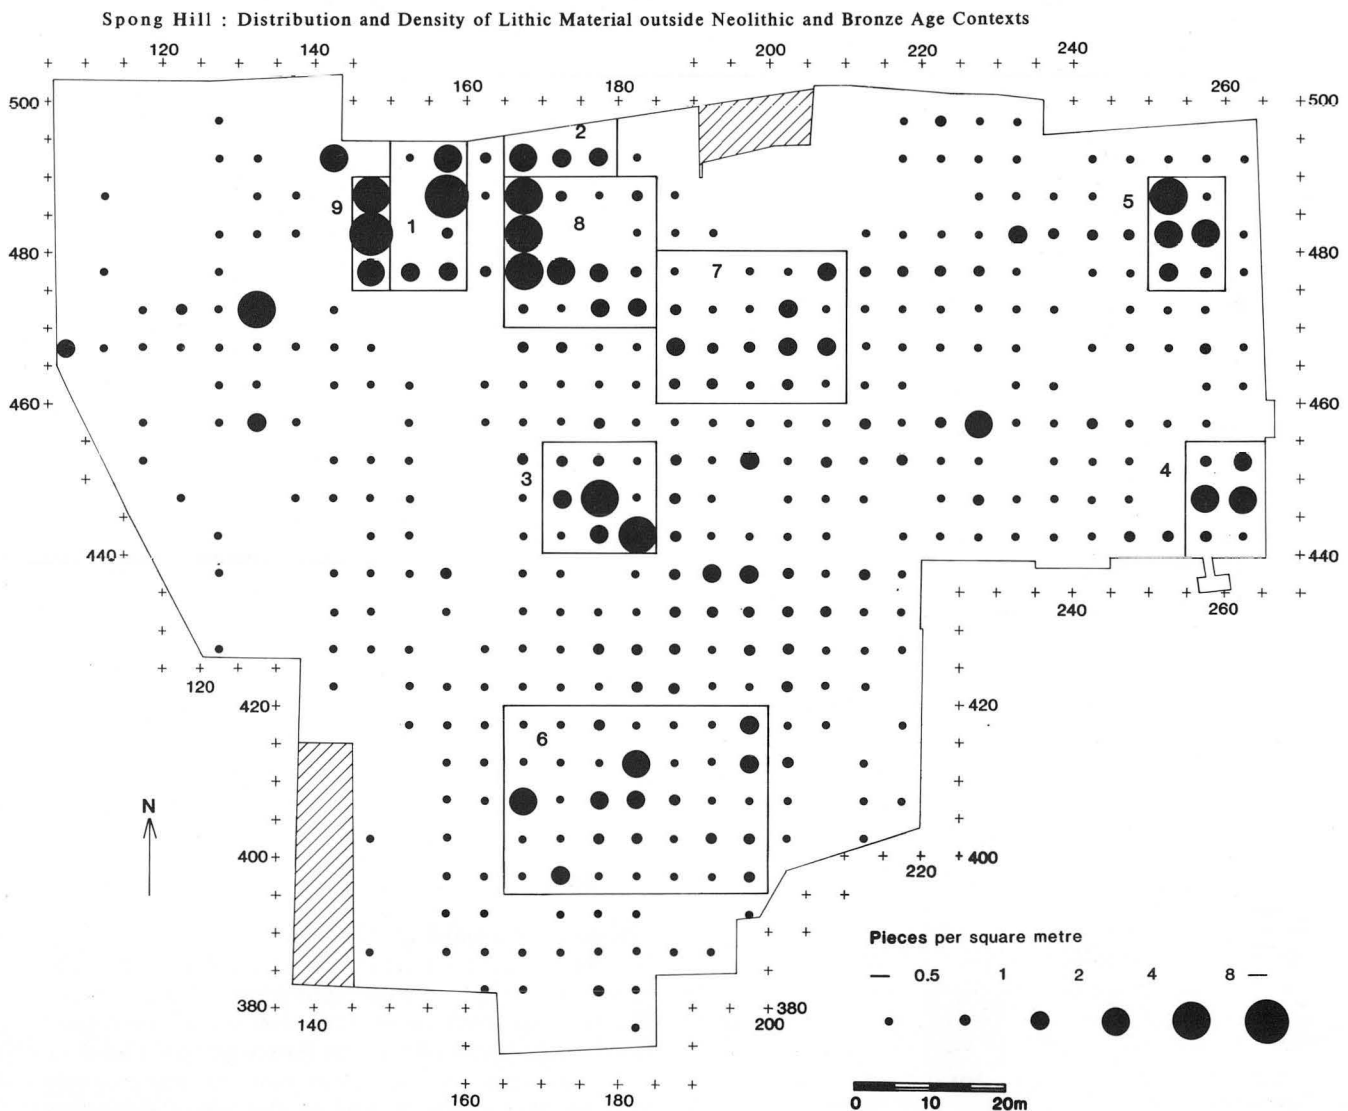 Spong Hill : Distribution and Density of Lithic Material outside Neolithic and Bronze Age Contexts
120 140 200 220 240
160 180 260
500 500
2
9 1 8 5
480 7 480
460 460
3 4
440 440
240 260
120
420 420
6
N
400 400
220
Pieces per square metre
— 0.5 1 2 4 8 —
380 380
140 200
160 180
0 10 20m